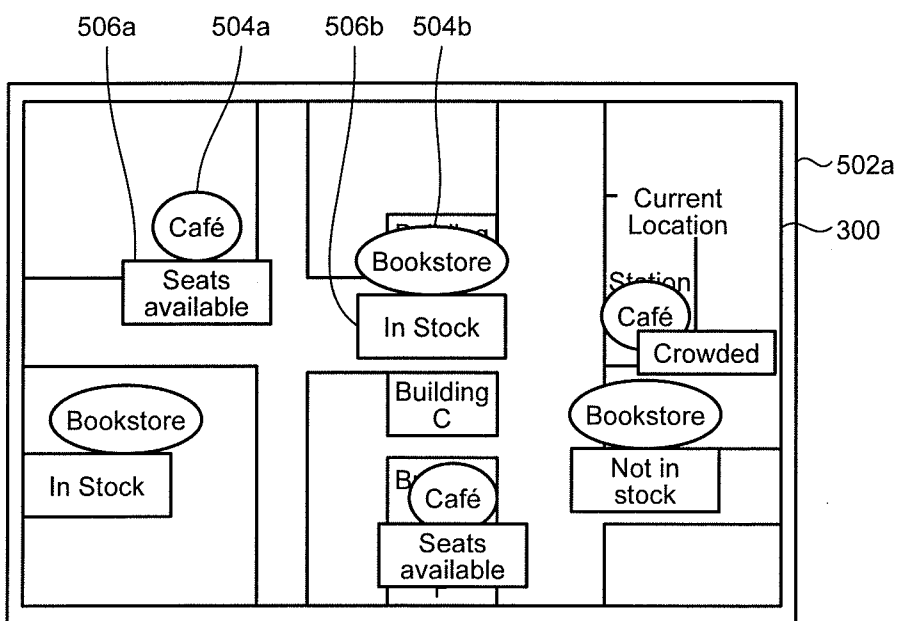 506a
504a
506b
504b
502a
Current
Location
300
Café
Seats
available
Bookstore
In Stock
Station
Café
Crowded
Building
C
Bookstore
In Stock
Bookstore
Not in
stock
Café
Seats
available